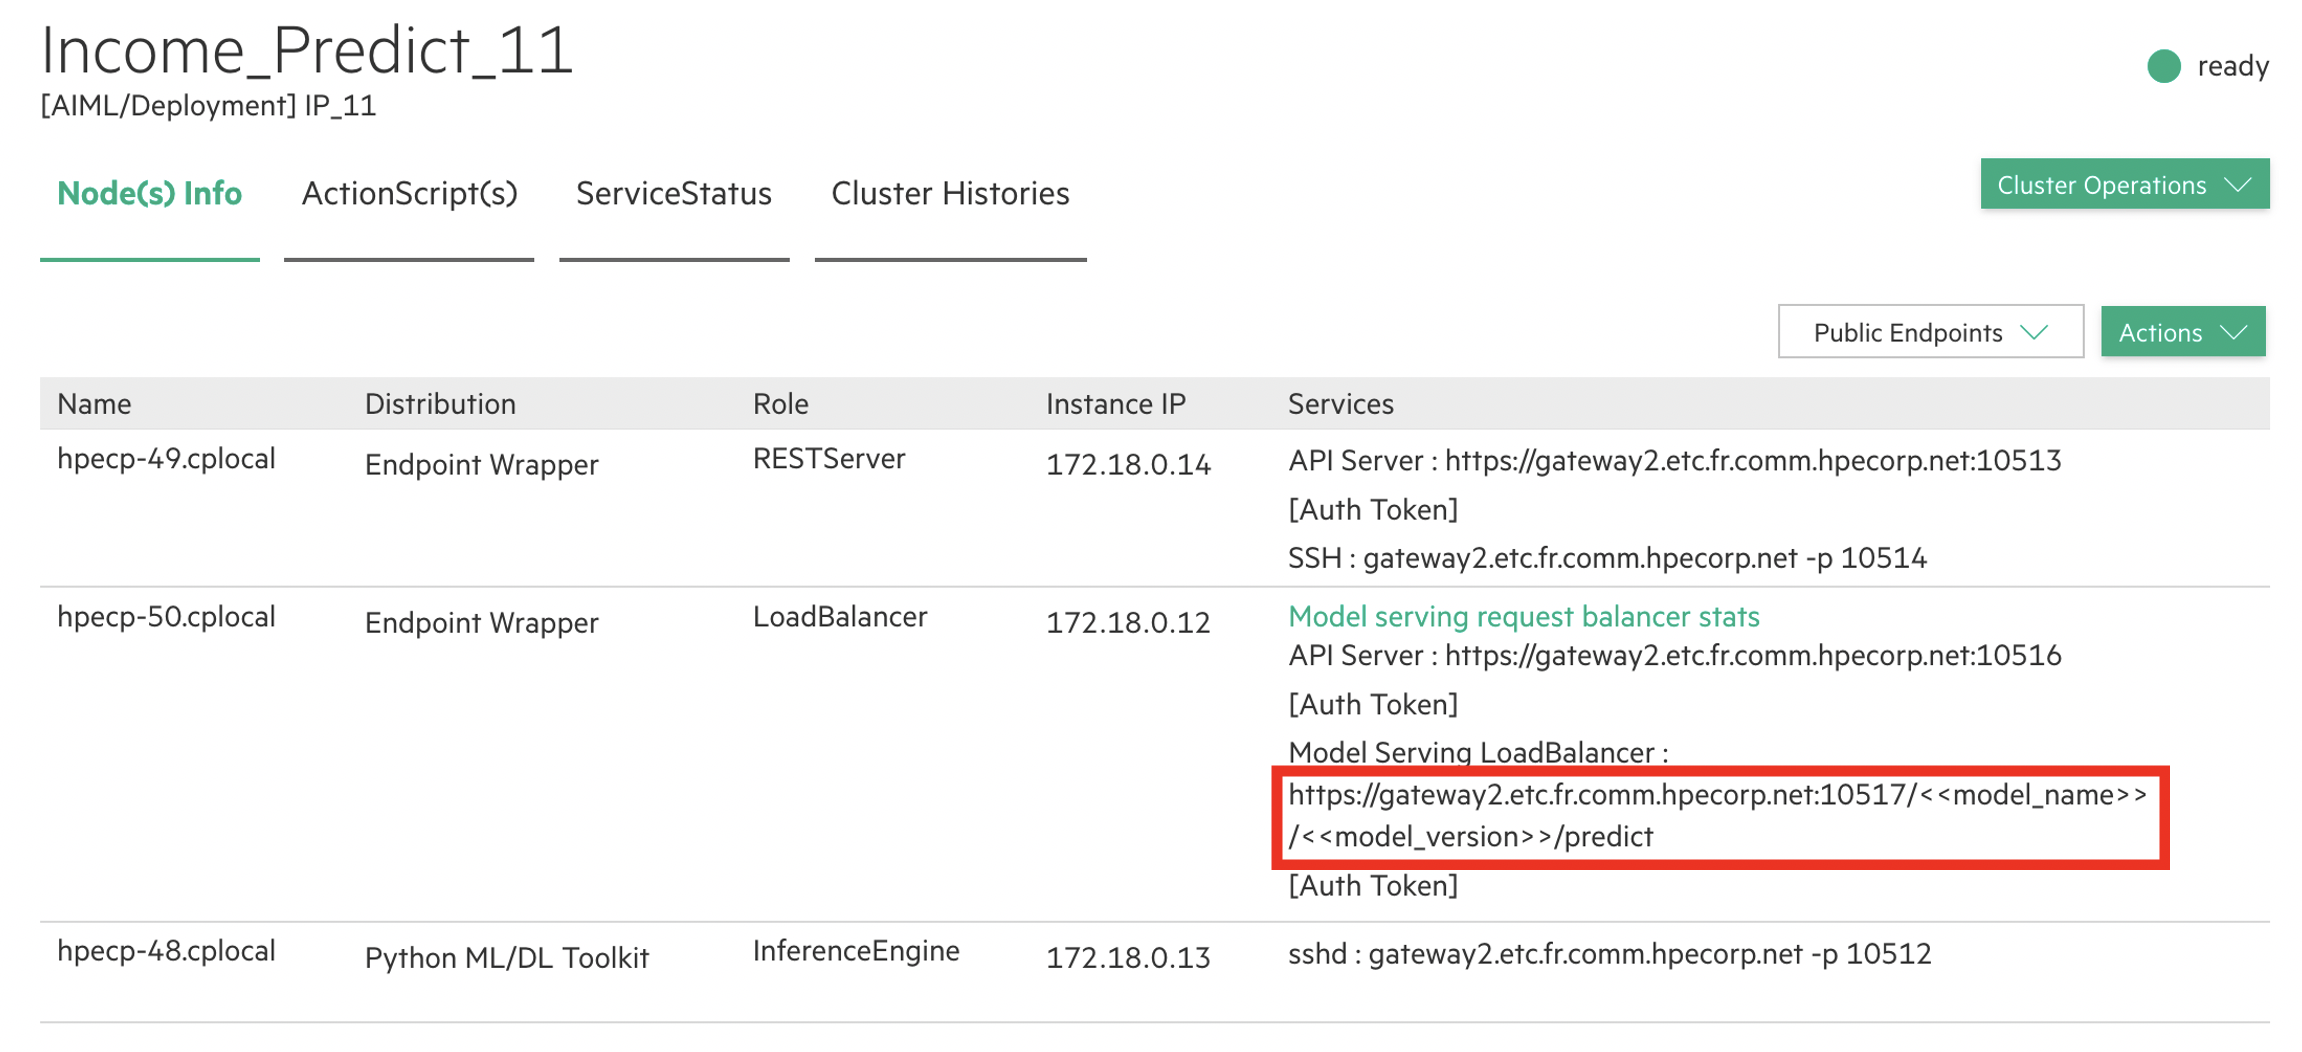 Income_Predict_11
ready
[AIML/Deployment] IP_11
Node(s) Info ActionScript(s) ServiceStatus Cluster Histories
Cluster Operations
Public Endpoints
Actions
Name Distribution Role Instance IP Services
hpecp-49.cplocal Endpoint Wrapper RESTServer 172.18.0.14 API Server : https://gateway2.etc.fr.comm.hpecorp.net:10513
[Auth Token]
SSH : gateway2.etc.fr.comm.hpecorp.net -p 10514
hpecp-50.cplocal Endpoint Wrapper LoadBalancer 172.18.0.12 Model serving request balancer stats
API Server : https://gateway2.etc.fr.comm.hpecorp.net:10516
[Auth Token]
Model Serving LoadBalancer :
https://gateway2.etc.fr.comm.hpecorp.net:10517/<<model_name>>
/<<model_version>>/predict
[Auth Token]
hpecp-48.cplocal Python ML/DL Toolkit InferenceEngine 172.18.0.13 sshd : gateway2.etc.fr.comm.hpecorp.net -p 10512